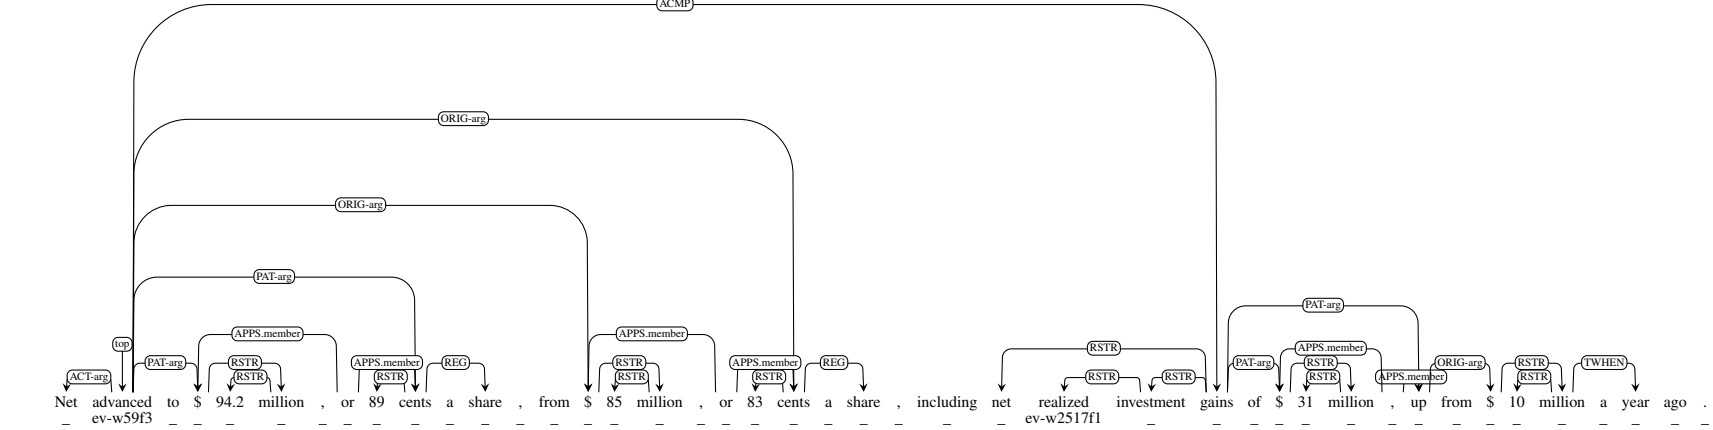 ACMP
ORIG-arg
ORIG-arg
PAT-arg
PAT-arg
APPS.member APPS.member
top RSTR APPS.member
PAT-arg RSTR APPS.member REG RSTR APPS.member REG PAT-arg RSTR ORIG-arg RSTR TWHEN
ACT-arg RSTR RSTR RSTR RSTR RSTR RSTR RSTR APPS.member RSTR
Net advanced to $ 94.2 million , or 89 cents a share , from $ 85 million , or 83 cents a share , including net realized investment gains of $ 31 million , up from $ 10 million a year ago .
_ ev-w59f3 _ _ _ _ _ _ _ _ _ _ _ _ _ _ _ _ _ _ _ _ _ _ _ _ ev-w2517f1 _ _ _ _ _ _ _ _ _ _ _ _ _ _ _ _